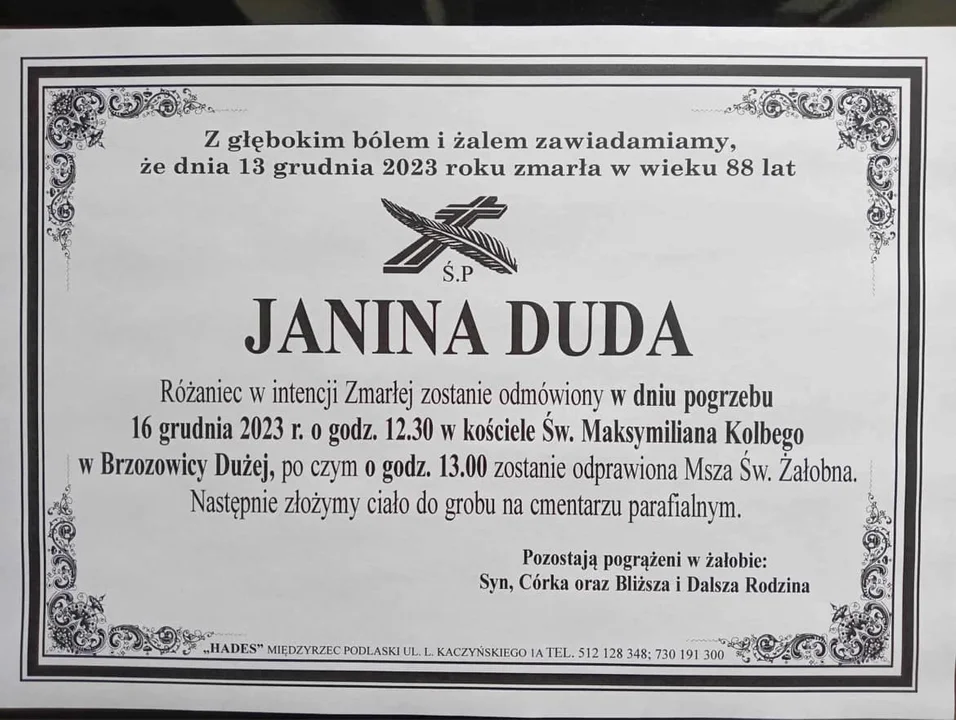 Z głębokim bólem i żalem zawiadamiamy,
że dnia 13 grudnia 2023 roku zmarła w wieku 88 lat
Ś.P
JANINA DUDA
Różaniec w intencji Zmarłej zostanie odmówiony w dniu pogrzebu
16 grudnia 2023 r. o godz. 12.30 w kościele Św. Maksymiliana Kolbego
w Brzozowicy Dużej, po czym o godz. 13.00 zostanie odprawiona Msza Św. Żałobna.
Następnie złożymy ciało do grobu na cmentarzu parafialnym.
Pozostają pogrążeni w żałobie:
Syn, Córka oraz Bliższa i Dalsza Rodzina
„HADES” MIĘDZYRZEC PODLASKI UL. L. KACZYŃSKIEGO 1A TEL. 512 128 348; 730 191 300